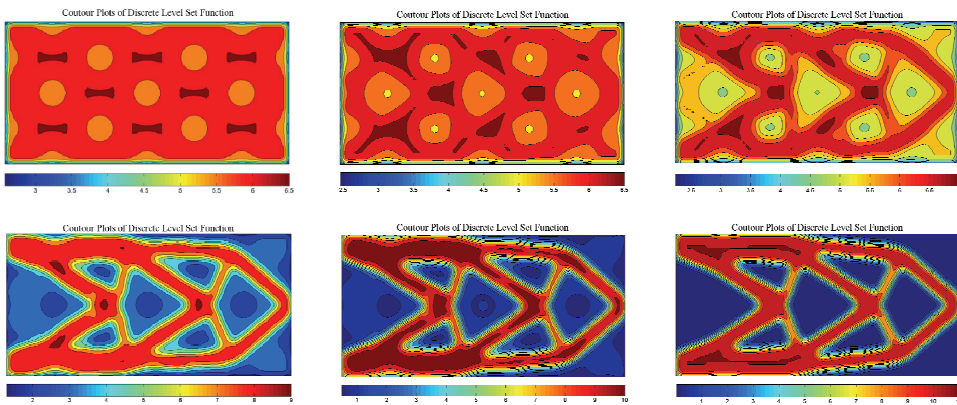 Contour Plots of Discrete Level Set Function
Contour Plots of Discrete Level Set Function
Contour Plots of Discrete Level Set Function
3 3.5 4 4.5 5 5.5 6 6.5
2.5 3 3.5 4 4.5 5 5.5 6 6.5
2.5 3 3.5 4 4.5 5 5.5 6 6.5
Contour Plots of Discrete Level Set Function
Contour Plots of Discrete Level Set Function
Contour Plots of Discrete Level Set Function
2 3 4 5 6 7 8 9
1 2 3 4 5 6 7 8 9 10
1 2 3 4 5 6 7 8 9 10